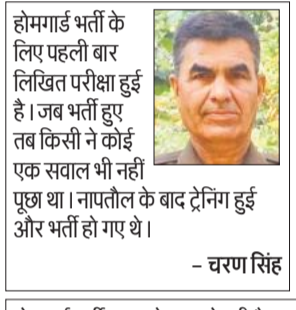 होमगार्ड भर्ती के
लिए पहली बार
लिखित परीक्षा हुई
है। जब भर्ती हुए
तब किसी ने कोई
एक सवाल भी नहीं
पूछा था। नापतौल के बाद ट्रेनिंग हुई
और भर्ती हो गए थे।
– चरण सिंह